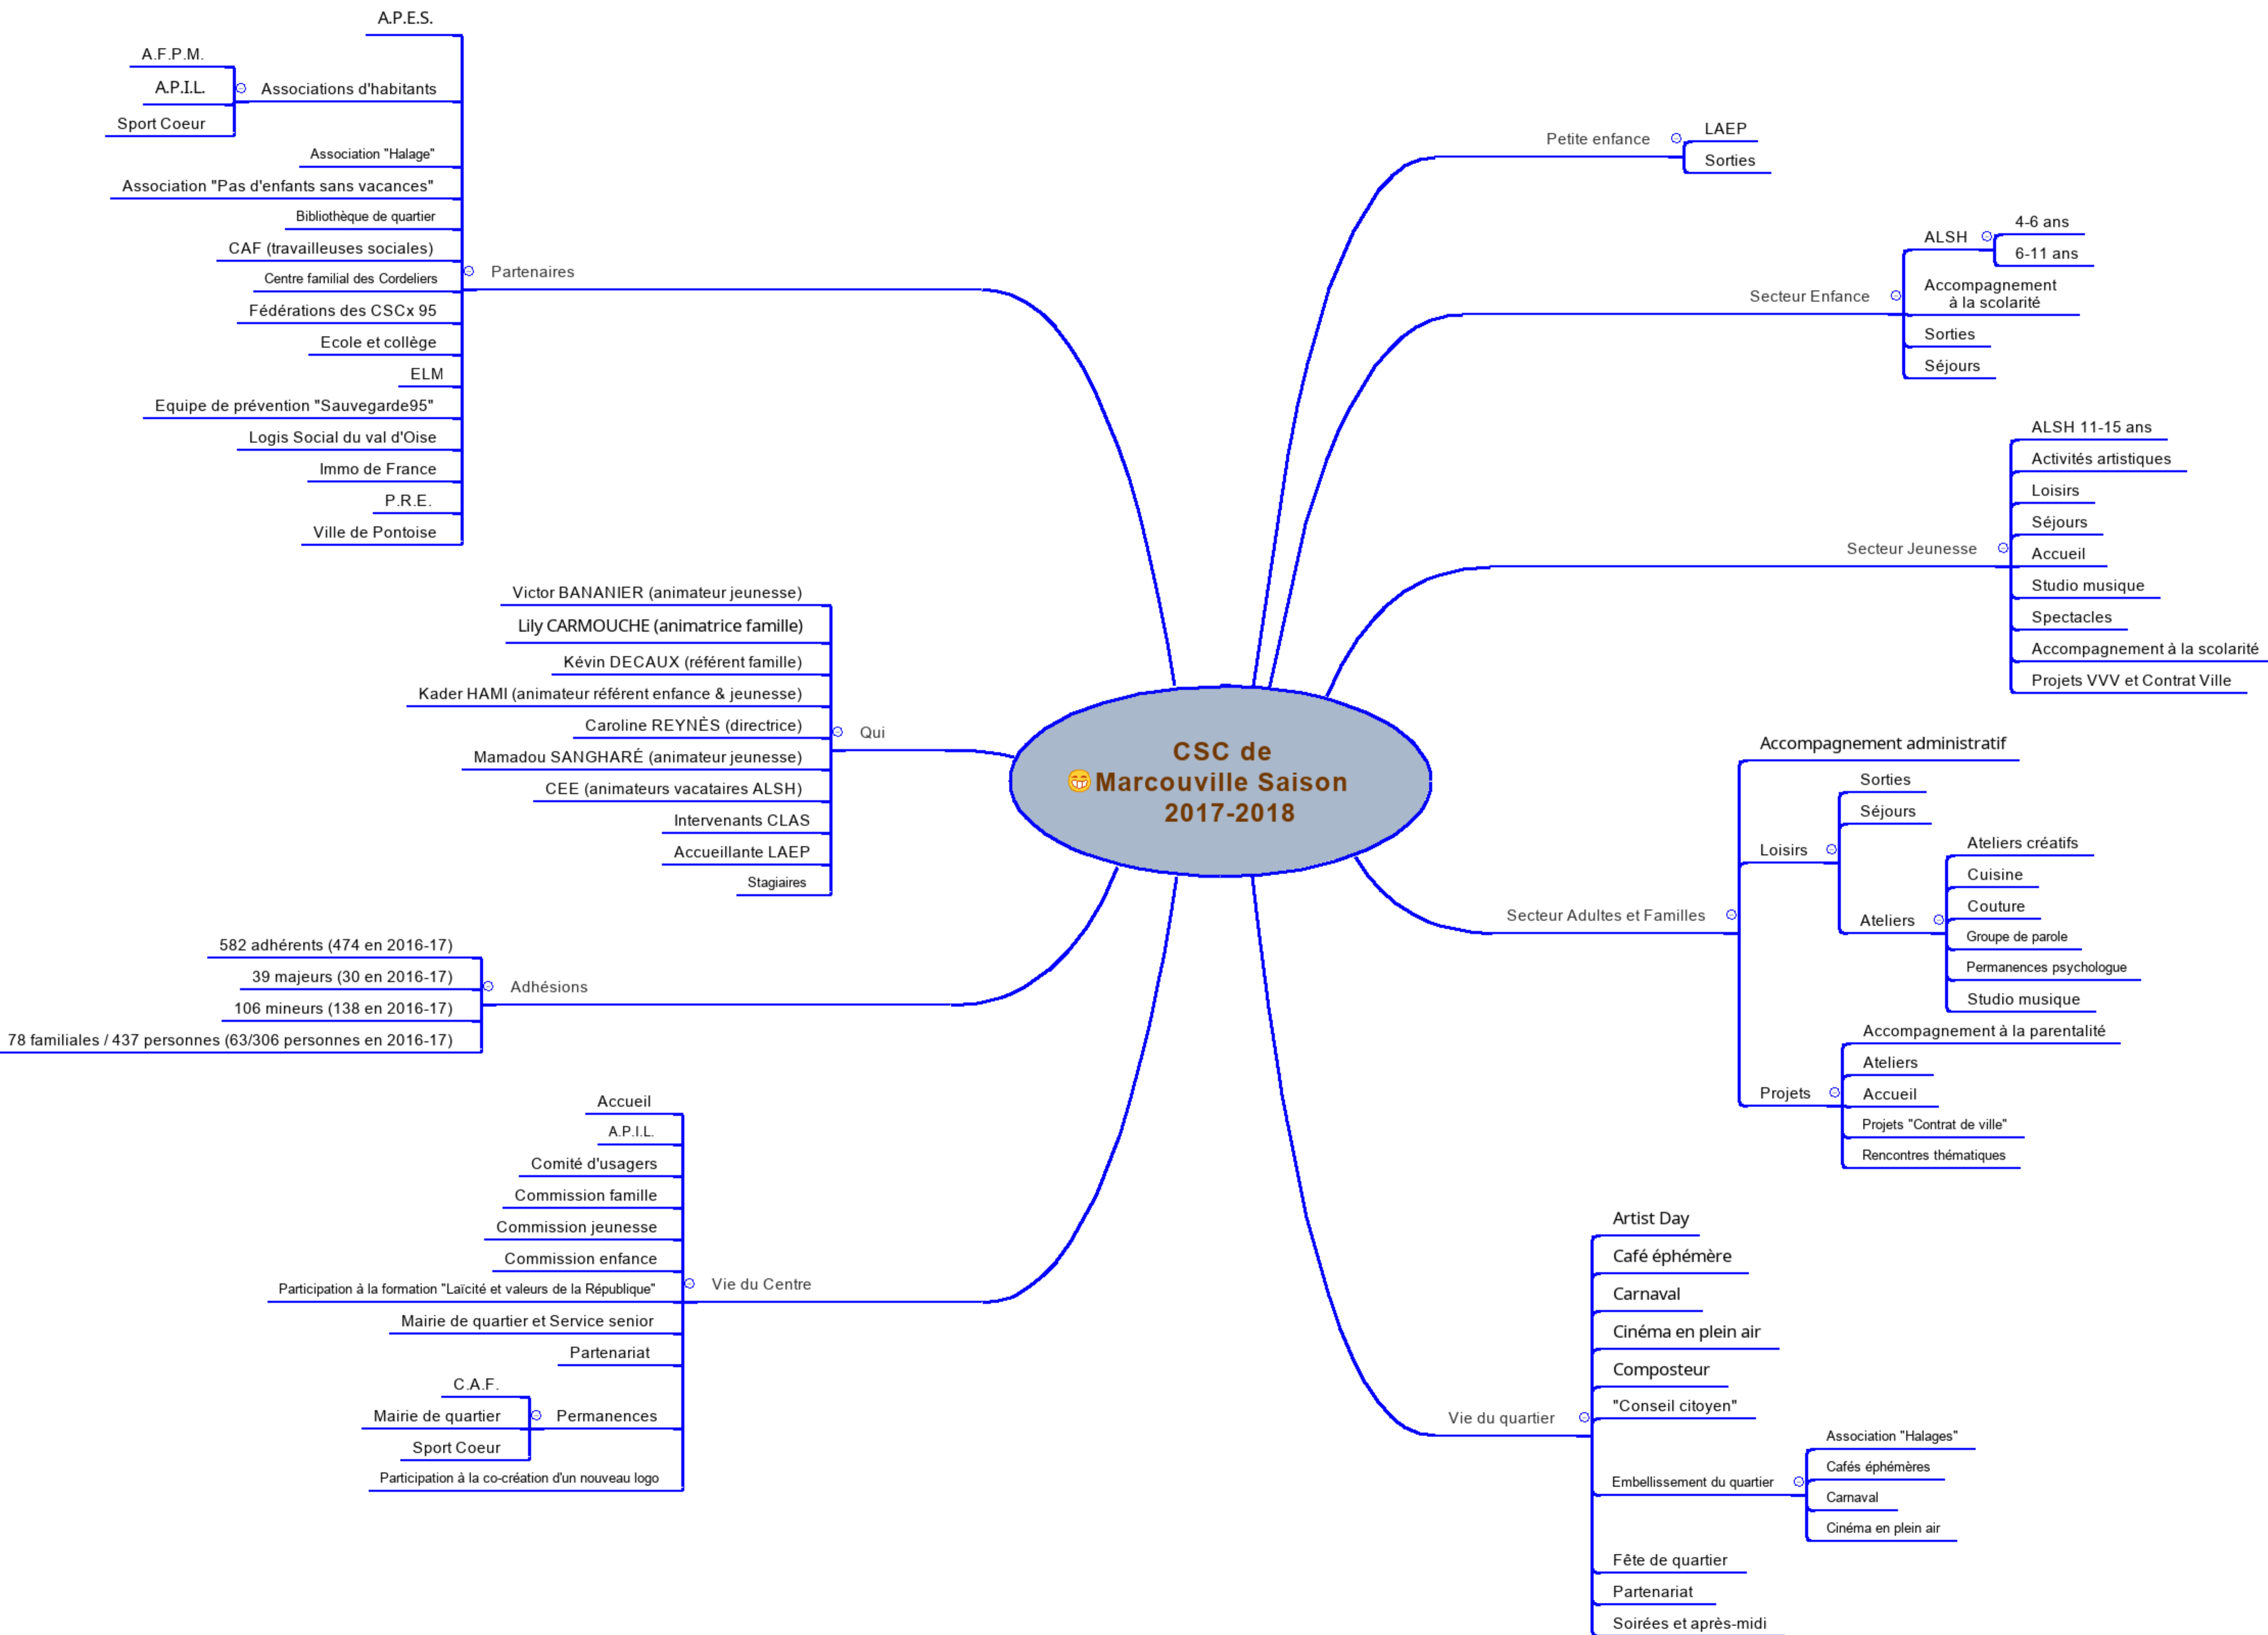 CSC de
Marcouville Saison
2017-2018
A.P.E.S.
A.F.P.M.
A.P.I.L.
Sport Coeur
Associations d'habitants
Association "Halage"
Association "Pas d'enfants sans vacances"
Bibliothèque de quartier
CAF (travailleuses sociales)
Centre familial des Cordeliers
Fédérations des CSCx 95
Ecole et collège
ELM
Equipe de prévention "Sauvegarde95"
Logis Social du val d'Oise
Immo de France
P.R.E.
Ville de Pontoise
Partenaires
Victor BANANIER (animateur jeunesse)
Lily CARMOUCHE (animatrice famille)
Kévin DECAUX (référent famille)
Kader HAMI (animateur référent enfance & jeunesse)
Caroline REYNÈS (directrice)
Mamadou SANGHARÉ (animateur jeunesse)
CEE (animateurs vacataires ALSH)
Intervenants CLAS
Accueillante LAEP
Stagiaires
Qui
582 adhérents (474 en 2016-17)
39 majeurs (30 en 2016-17)
106 mineurs (138 en 2016-17)
78 familiales / 437 personnes (63/306 personnes en 2016-17)
Adhésions
Accueil
A.P.I.L.
Comité d'usagers
Commission famille
Commission jeunesse
Commission enfance
Participation à la formation "Laïcité et valeurs de la République"
Mairie de quartier et Service senior
Partenariat
C.A.F.
Mairie de quartier
Sport Coeur
Permanences
Participation à la co-création d'un nouveau logo
Vie du Centre
Petite enfance
LAEP
Sorties
Secteur Enfance
ALSH
4-6 ans
6-11 ans
Accompagnement
à la scolarité
Sorties
Séjours
Secteur Jeunesse
ALSH 11-15 ans
Activités artistiques
Loisirs
Séjours
Accueil
Studio musique
Spectacles
Accompagnement à la scolarité
Projets VVV et Contrat Ville
Secteur Adultes et Familles
Accompagnement administratif
Loisirs
Sorties
Séjours
Ateliers
Ateliers créatifs
Cuisine
Couture
Groupe de parole
Permanences psychologue
Studio musique
Projets
Accompagnement à la parentalité
Ateliers
Accueil
Projets "Contrat de ville"
Rencontres thématiques
Vie du quartier
Artist Day
Café éphémère
Carnaval
Cinéma en plein air
Composteur
"Conseil citoyen"
Embellissement du quartier
Association "Halages"
Cafés éphémères
Carnaval
Cinéma en plein air
Fête de quartier
Partenariat
Soirées et après-midi